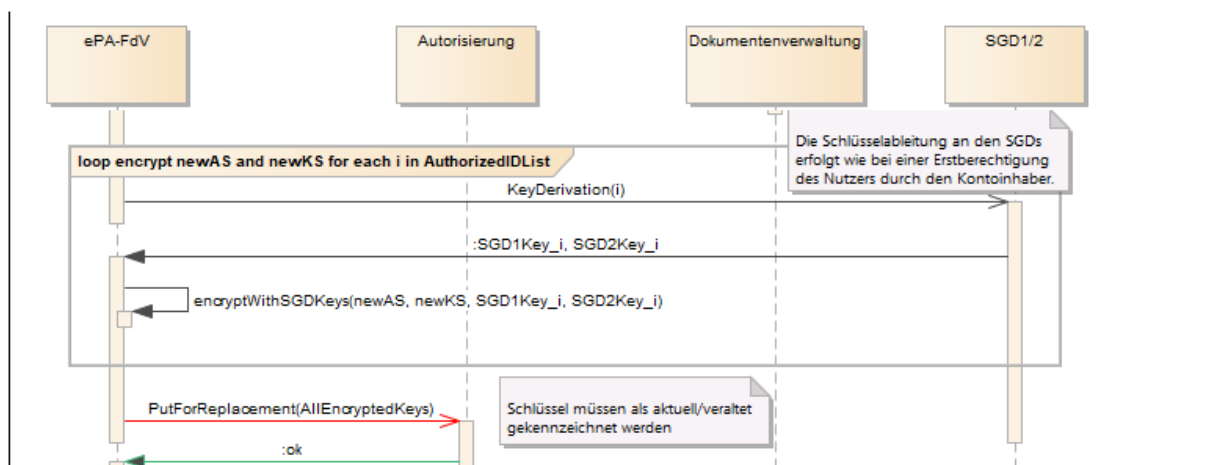 ePA-FdV
Autorisierung
Dokumentenverwaltung
SGD1/2
Die Schlüsselableitung an den SGDs
erfolgt wie bei einer Erstberechtigung
des Nutzers durch den Kontoinhaber.
loop encrypt newAS and newKS for each i in AuthorizedIDList
KeyDerivation(i)
:SGD1Key_i, SGD2Key_i
encryptWithSGDKeys(newAS, newKS, SGD1Key_i, SGD2Key_i)
PutForReplacement(AllEncryptedKeys)
Schlüssel müssen als aktuell/veraltet
gekennzeichnet werden
:ok